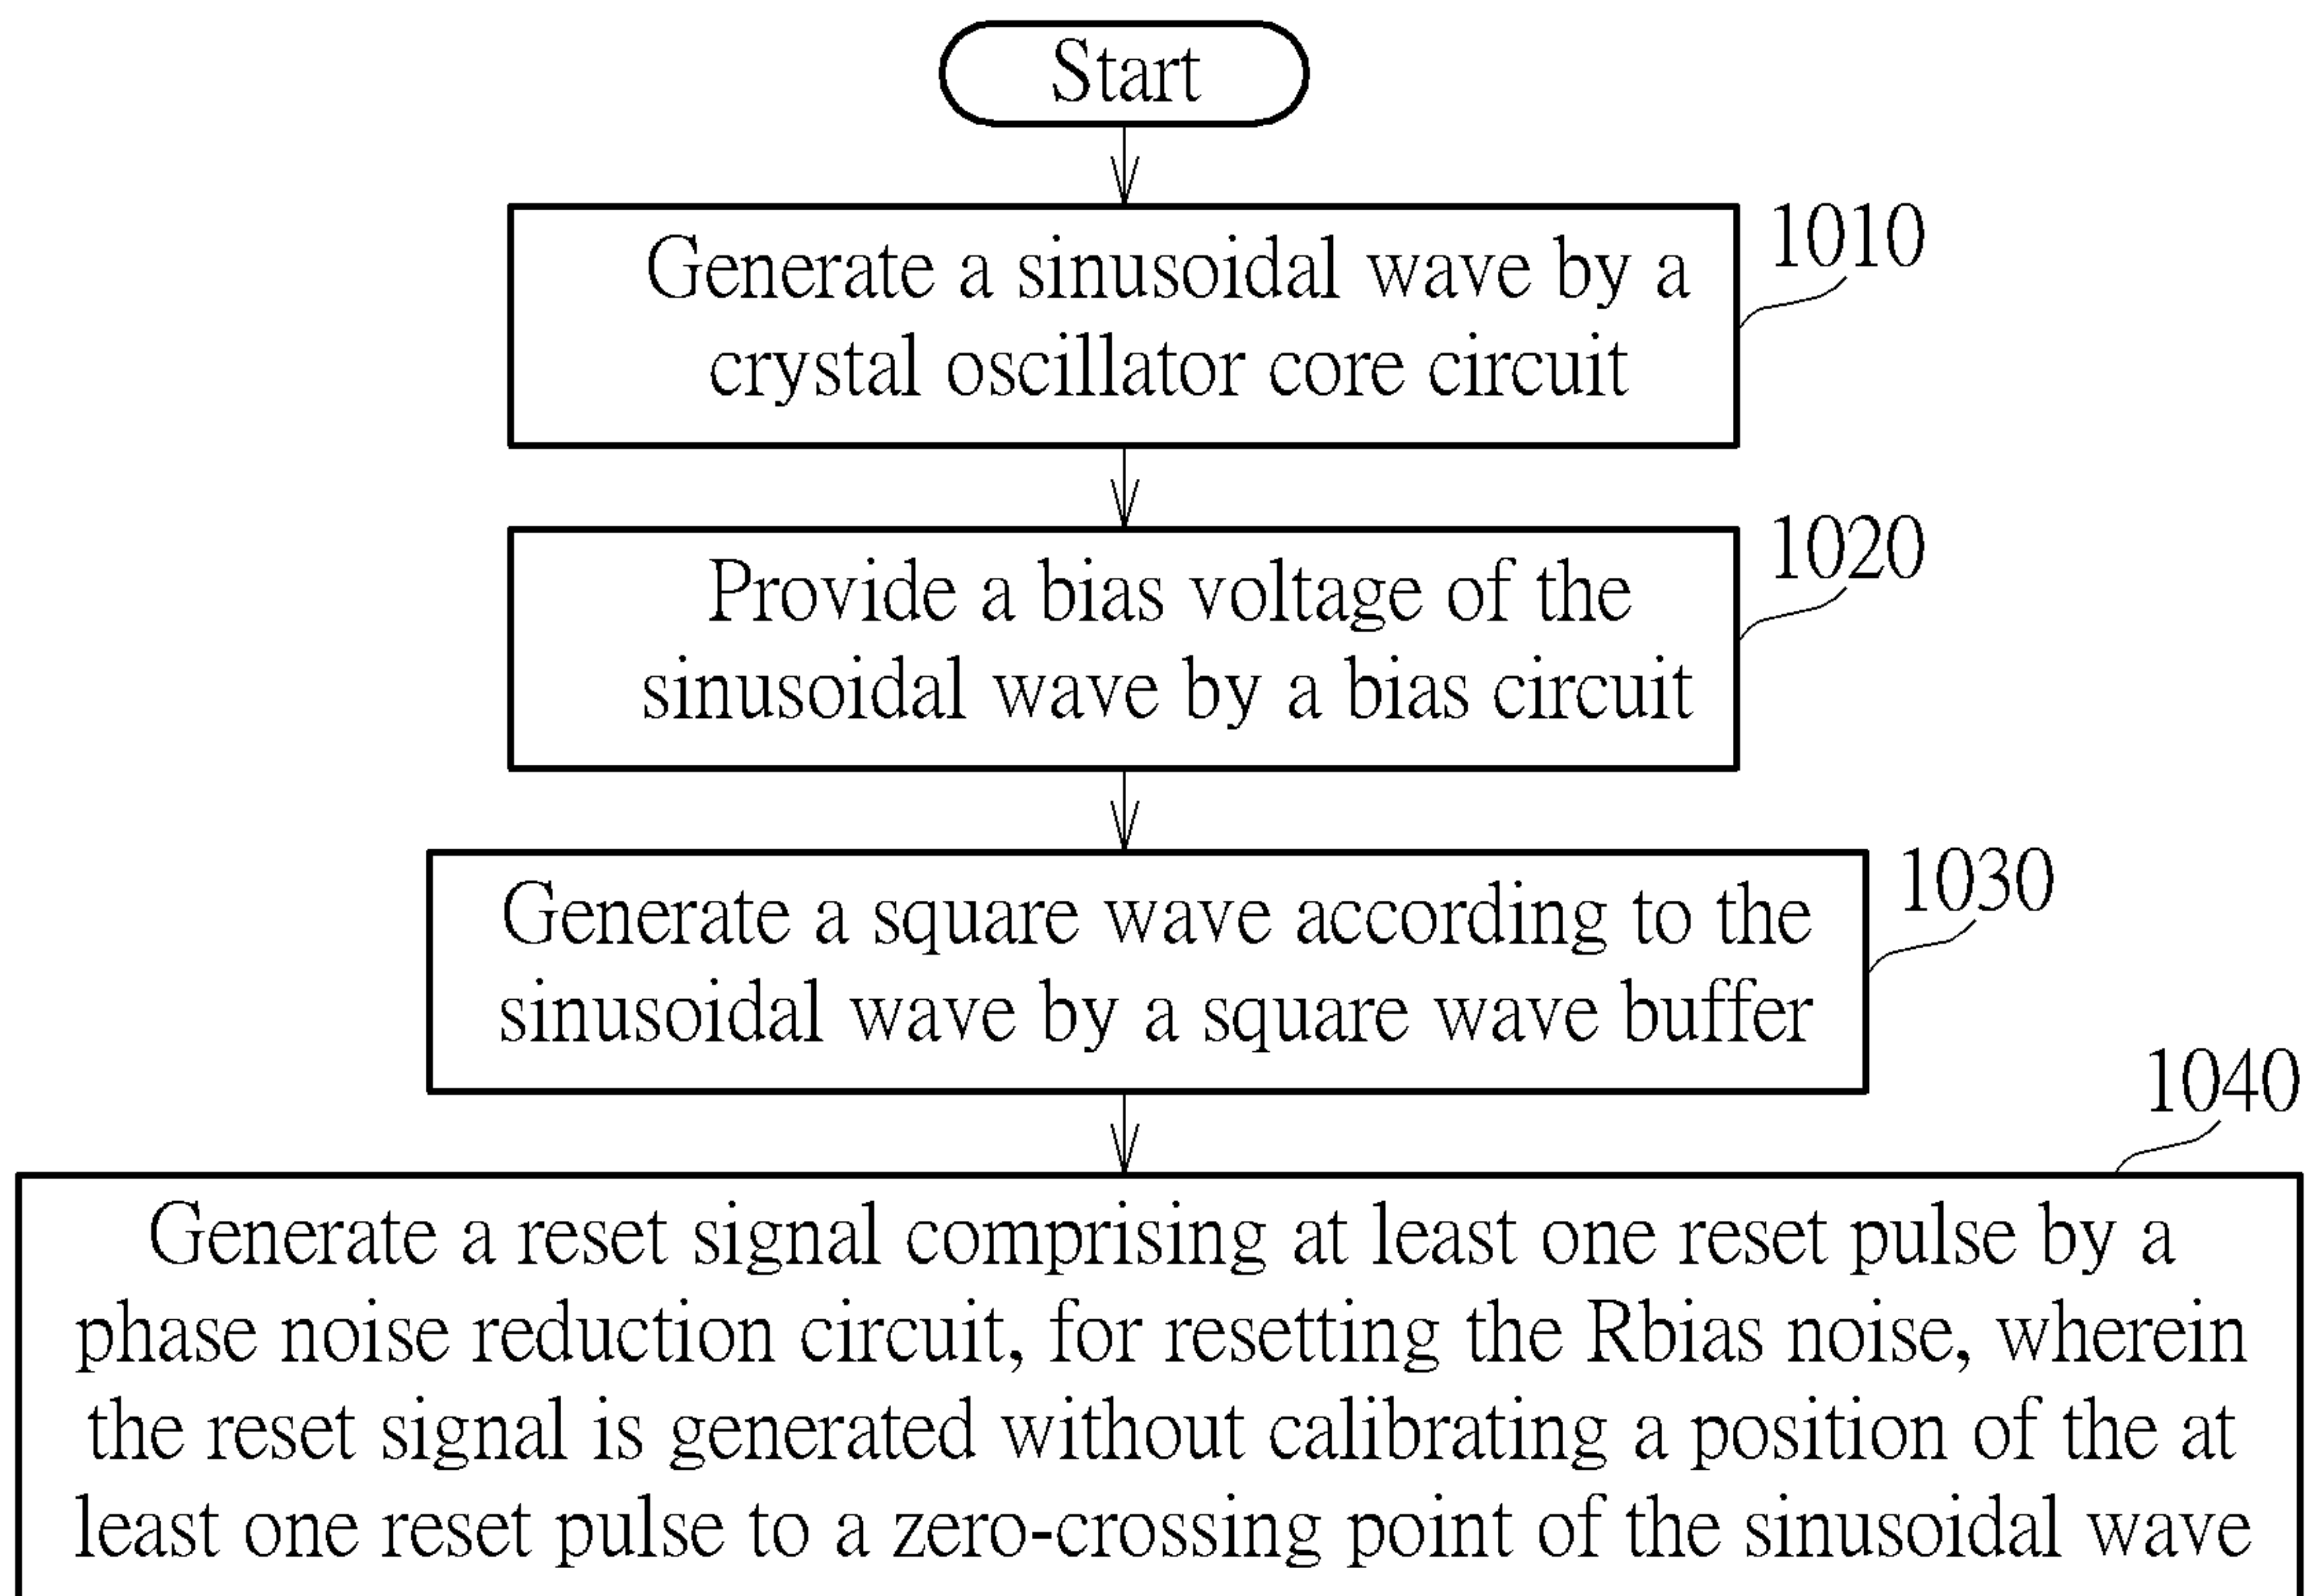 Start
Generate a sinusoidal wave by a
crystal oscillator core circuit
1010
Provide a bias voltage of the
sinusoidal wave by a bias circuit
1020
Generate a square wave according to the
sinusoidal wave by a square wave buffer
1030
1040
Generate a reset signal comprising at least one reset pulse by a
phase noise reduction circuit, for resetting the Rbias noise, wherein
the reset signal is generated without calibrating a position of the at
least one reset pulse to a zero-crossing point of the sinusoidal wave